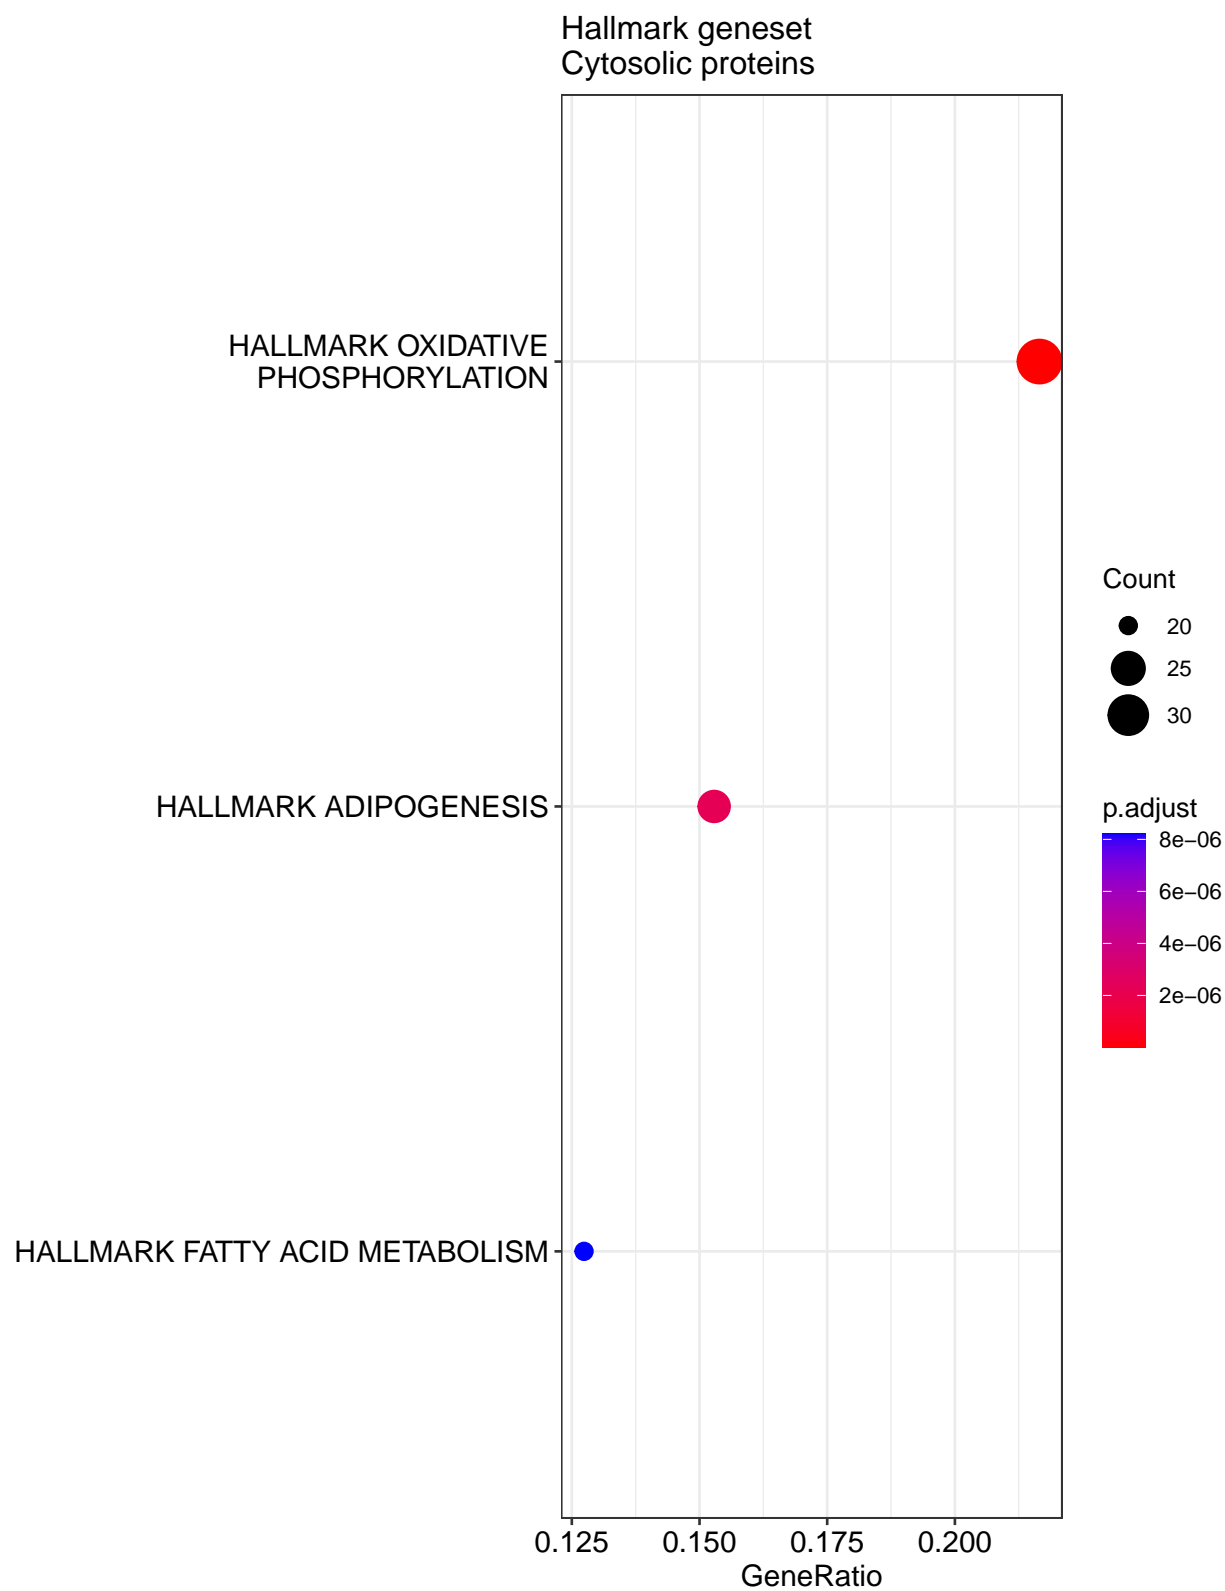 Hallmark geneset
Cytosolic proteins
HALLMARK OXIDATIVE
PHOSPHORYLATION
HALLMARK ADIPOGENESIS
HALLMARK FATTY ACID METABOLISM
0.125 0.150 0.175 0.200
GeneRatio
Count
20
25
30
p.adjust
8e−06
6e−06
4e−06
2e−06